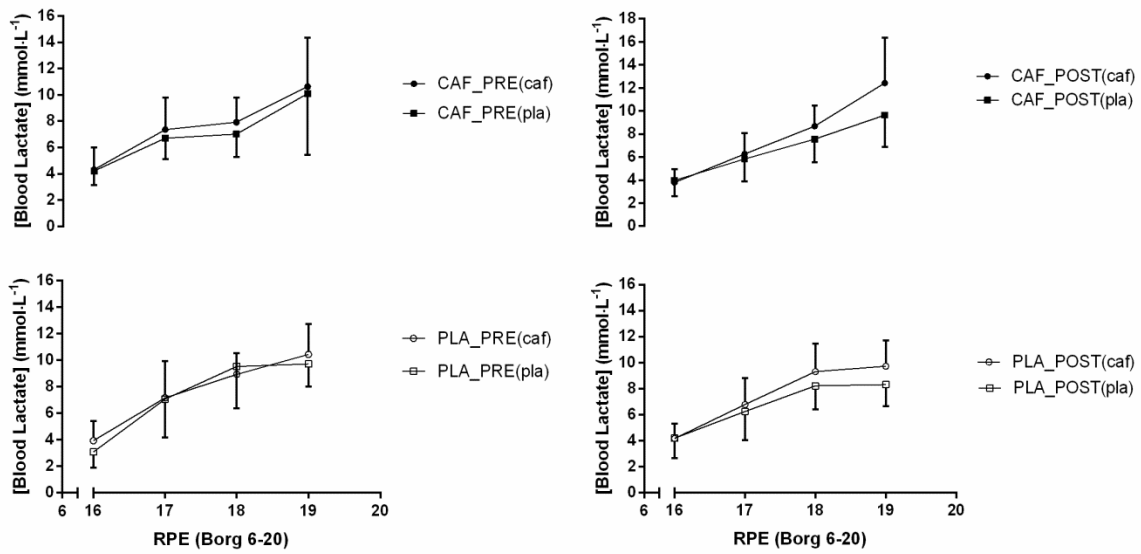 [Blood Lactate] (mmol·L⁻¹)
16
14
12
10
8
6
4
2
0
CAF_PRE(caf)
CAF_PRE(pla)
[Blood Lactate] (mmol·L⁻¹)
18
16
14
12
10
8
6
4
2
0
CAF_POST(caf)
CAF_POST(pla)
[Blood Lactate] (mmol·L⁻¹)
16
14
12
10
8
6
4
2
0
6 16 17 18 19 20
RPE (Borg 6-20)
PLA_PRE(caf)
PLA_PRE(pla)
[Blood Lactate] (mmol·L⁻¹)
16
14
12
10
8
6
4
2
0
6 16 17 18 19 20
RPE (Borg 6-20)
PLA_POST(caf)
PLA_POST(pla)